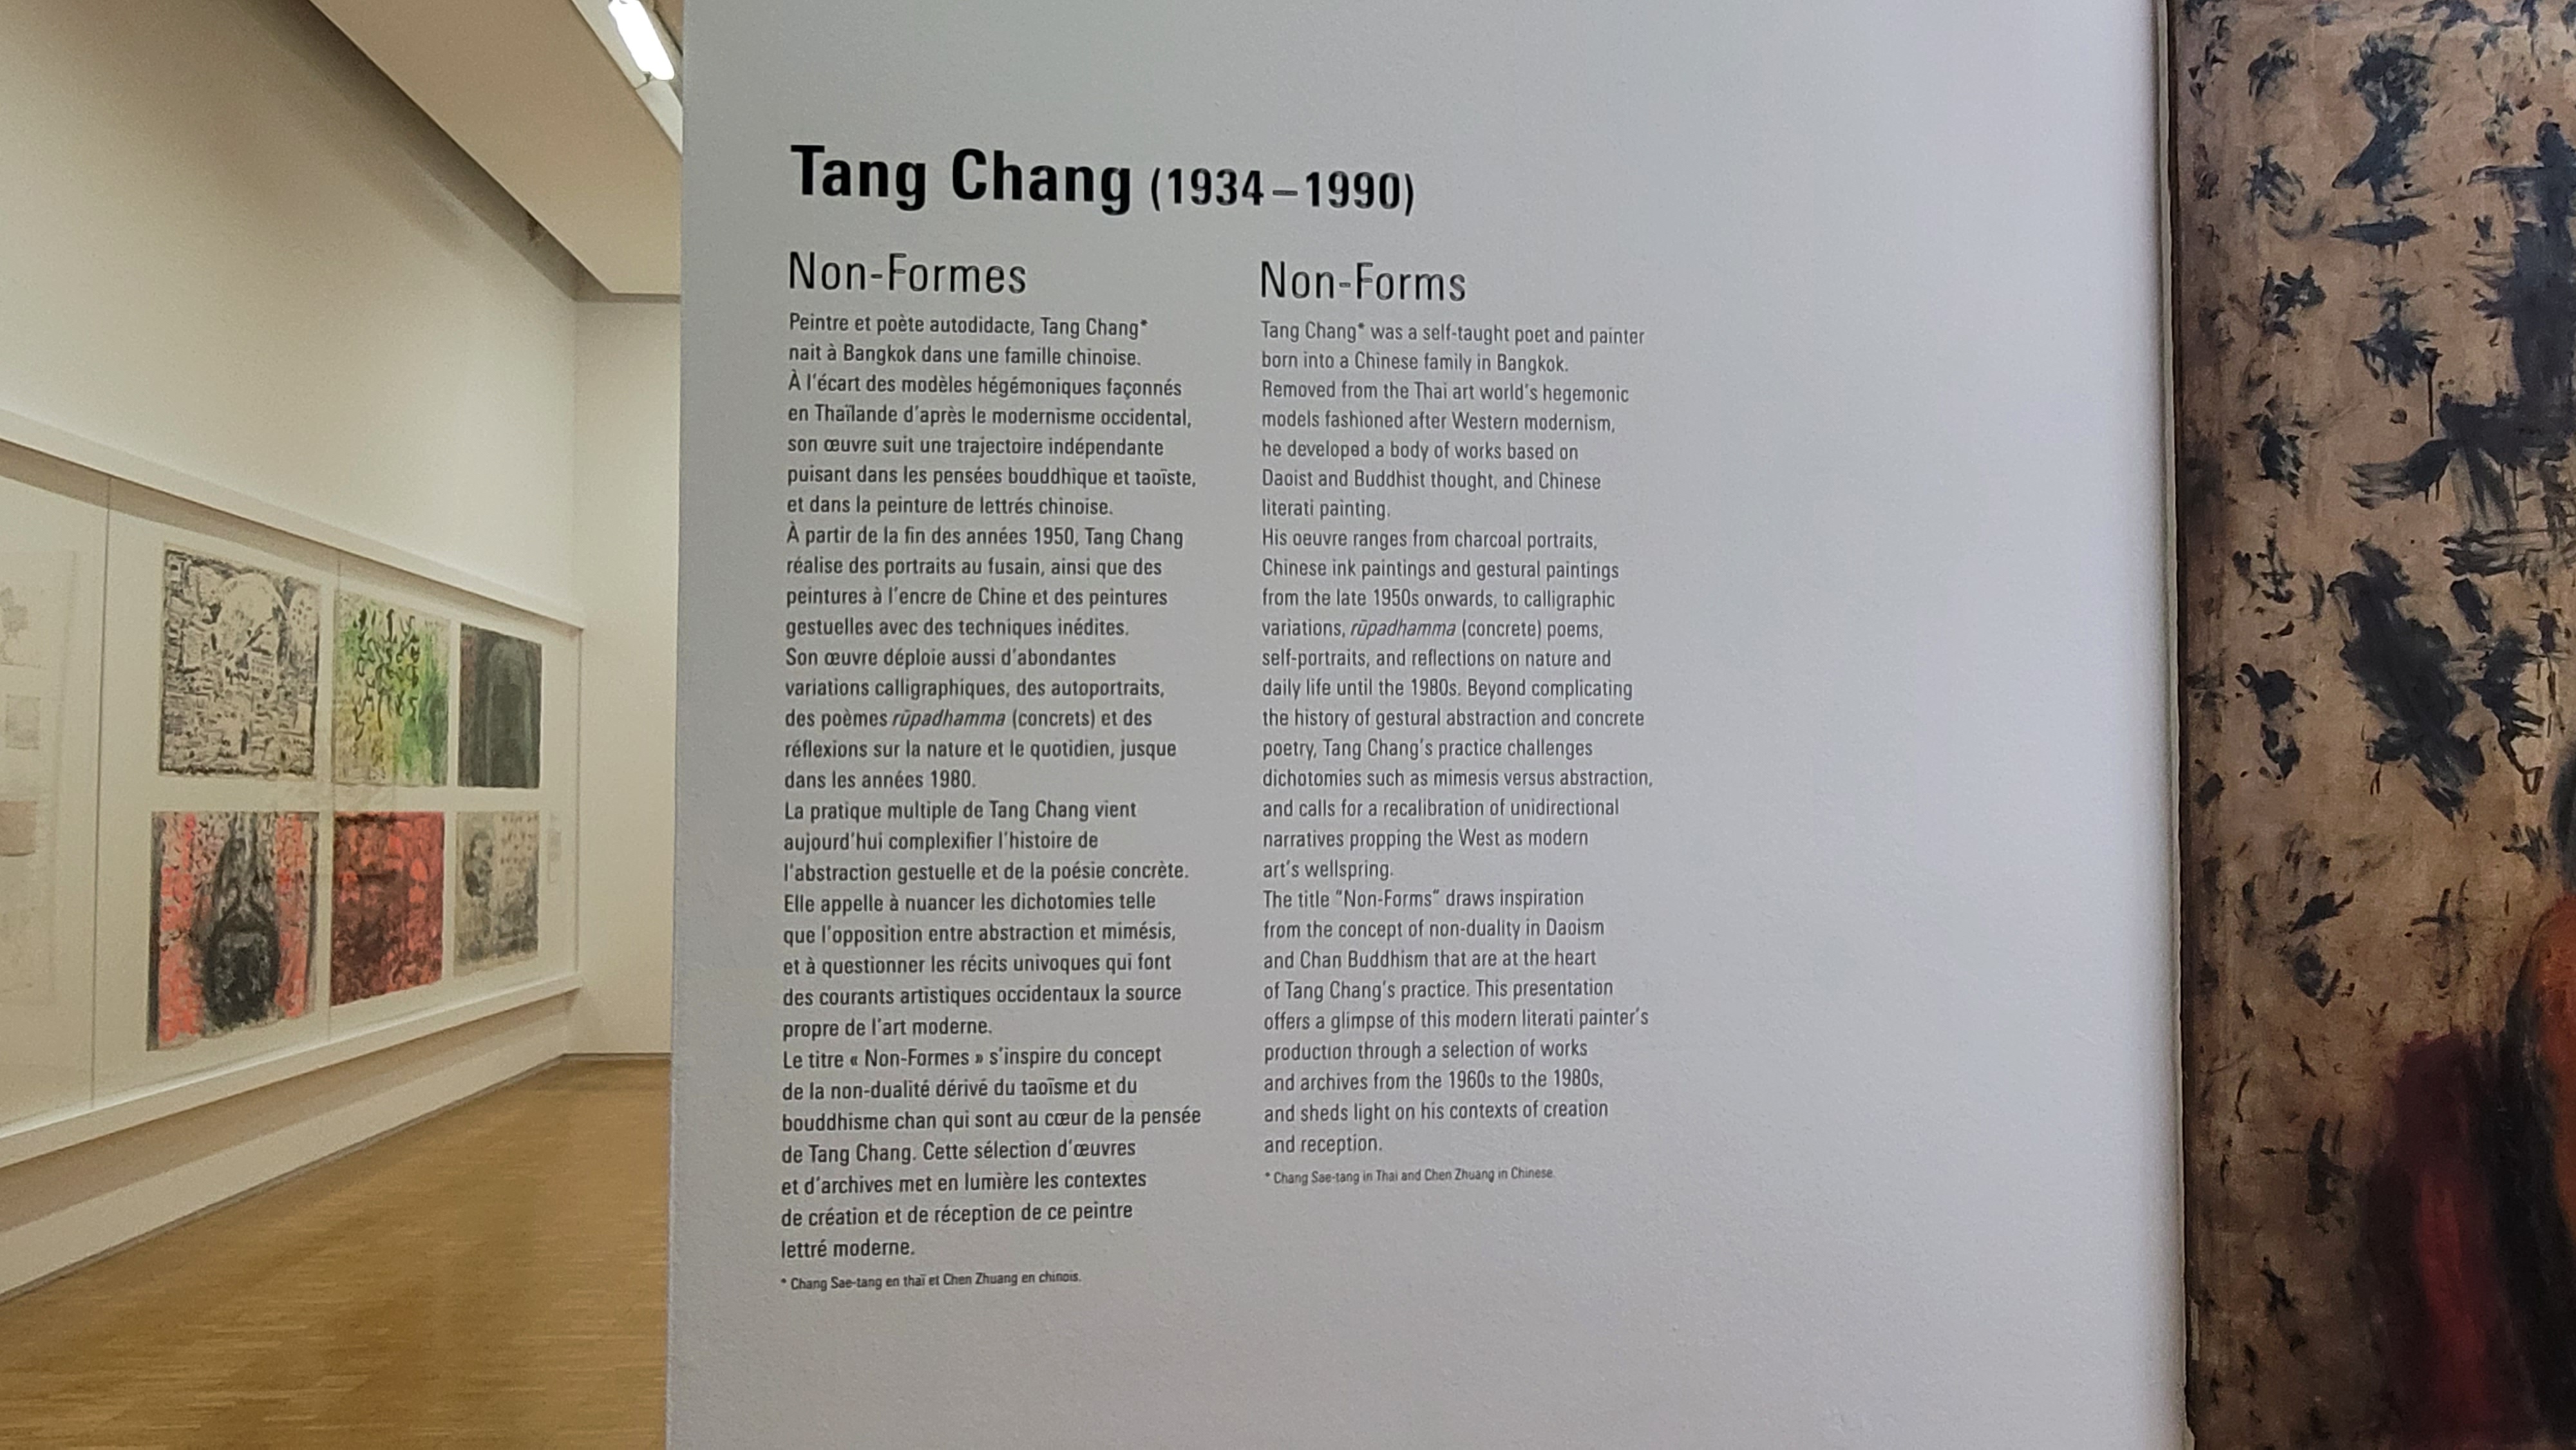 Tang Chang (1934–1990)
Non-Formes
Peintre et poète autodidacte, Tang Chang*
nait à Bangkok dans une famille chinoise.
À l'écart des modèles hégémoniques façonnés
en Thaïlande d'après le modernisme occidental,
son œuvre suit une trajectoire indépendante
puisant dans les pensées bouddhique et taoïste,
et dans la peinture de lettrés chinoise.
À partir de la fin des années 1950, Tang Chang
réalise des portraits au fusain, ainsi que des
peintures à l'encre de Chine et des peintures
gestuelles avec des techniques inédites.
Son œuvre déploie aussi d'abondantes
variations calligraphiques, des autoportraits,
des poèmes rūpadhamma (concrets) et des
réflexions sur la nature et le quotidien, jusque
dans les années 1980.
La pratique multiple de Tang Chang vient
aujourd'hui complexifier l'histoire de
l'abstraction gestuelle et de la poésie concrète.
Elle appelle à nuancer les dichotomies telle
que l'opposition entre abstraction et mimésis,
et à questionner les récits univoques qui font
des courants artistiques occidentaux la source
propre de l'art moderne.
Le titre « Non-Formes » s'inspire du concept
de la non-dualité dérivé du taoïsme et du
bouddhisme chan qui sont au cœur de la pensée
de Tang Chang. Cette sélection d'œuvres
et d'archives met en lumière les contextes
de création et de réception de ce peintre
lettré moderne.
* Chang Sae-tang en thaï et Chen Zhuang en chinois.
Non-Forms
Tang Chang* was a self-taught poet and painter
born into a Chinese family in Bangkok.
Removed from the Thai art world's hegemonic
models fashioned after Western modernism,
he developed a body of works based on
Daoist and Buddhist thought, and Chinese
literati painting.
His oeuvre ranges from charcoal portraits,
Chinese ink paintings and gestural paintings
from the late 1950s onwards, to calligraphic
variations, rūpadhamma (concrete) poems,
self-portraits, and reflections on nature and
daily life until the 1980s. Beyond complicating
the history of gestural abstraction and concrete
poetry, Tang Chang's practice challenges
dichotomies such as mimesis versus abstraction,
and calls for a recalibration of unidirectional
narratives propping the West as modern
art's wellspring.
The title "Non-Forms" draws inspiration
from the concept of non-duality in Daoism
and Chan Buddhism that are at the heart
of Tang Chang's practice. This presentation
offers a glimpse of this modern literati painter's
production through a selection of works
and archives from the 1960s to the 1980s,
and sheds light on his contexts of creation
and reception.
* Chang Sae-tang in Thai and Chen Zhuang in Chinese.